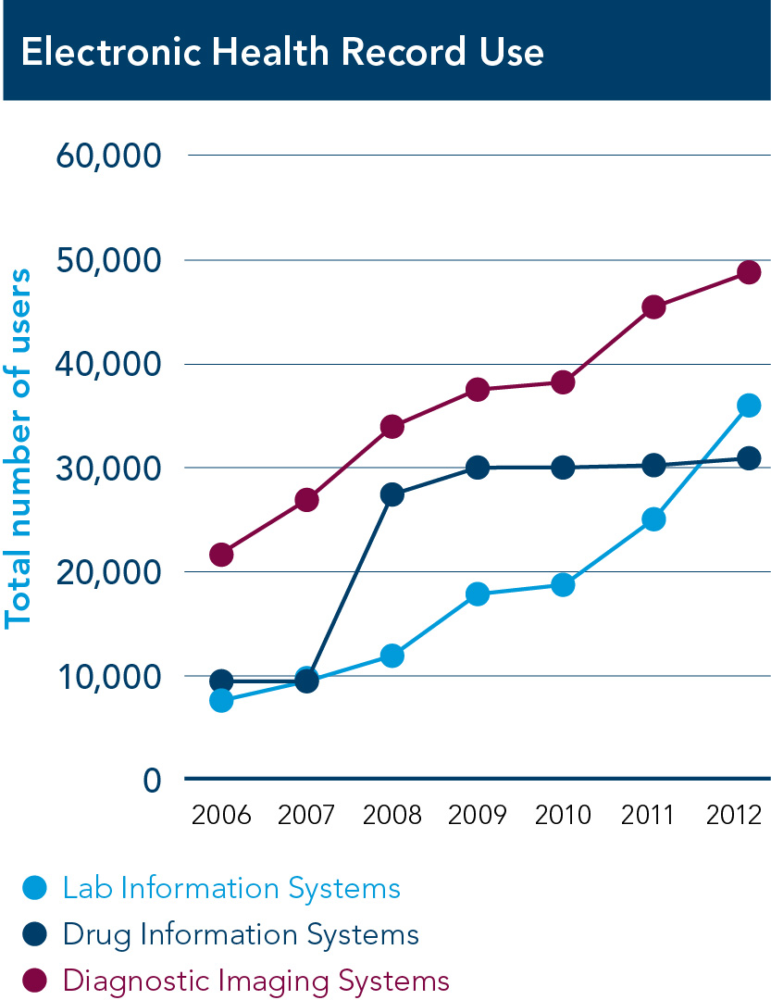 Electronic Health Record Use
60,000
50,000
40,000
30,000
20,000
10,000
0
Total number of users
2006 2007 2008 2009 2010 2011 2012
Lab Information Systems
Drug Information Systems
Diagnostic Imaging Systems